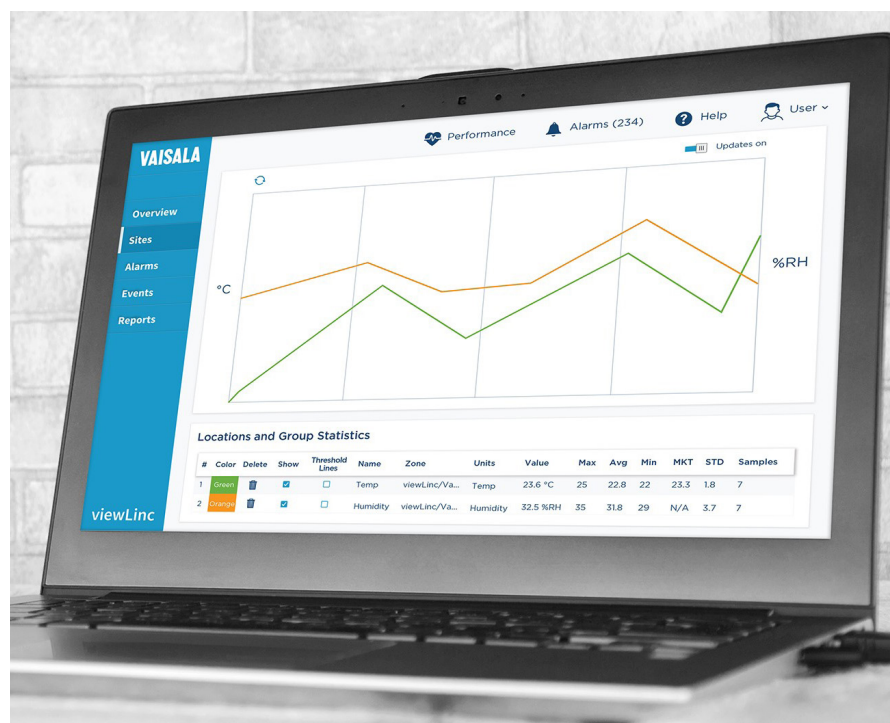 VAISALA
Performance
Alarms (234)
Help
User
Updates on
Overview
Sites
Alarms
Events
Reports
°C
%RH
Locations and Group Statistics
# Color Delete Show Threshold Lines Name Zone Units Value Max Avg Min MKT STD Samples
1 Green Temp viewLinc/Va... Temp 23.6 °C 25 22.8 22 23.3 1.8 7
2 Orange Humidity viewLinc/Va... Humidity 32.5 %RH 35 31.8 29 N/A 3.7 7
viewLinc